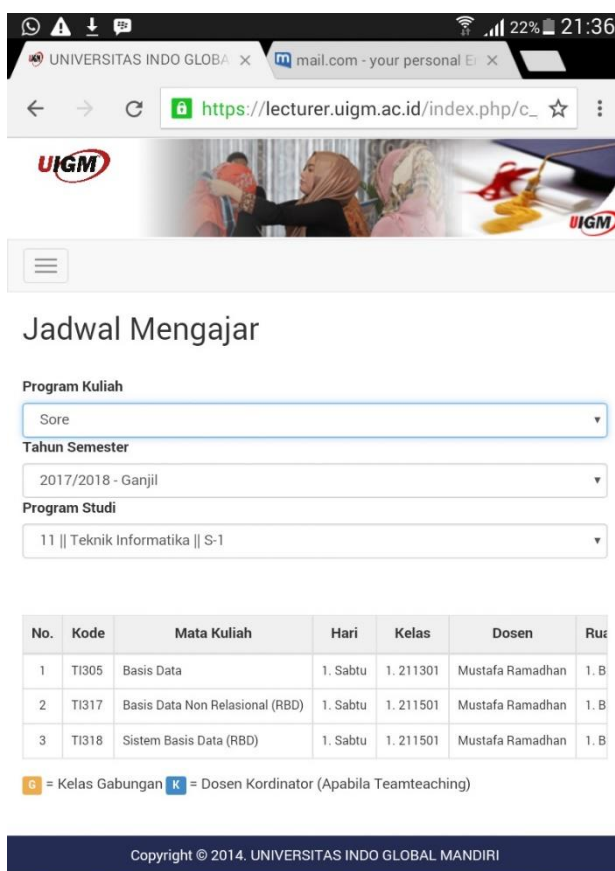 22% 21:36
UNIVERSITAS INDO GLOBA
mail.com - your personal E
https://lecturer.uigm.ac.id/index.php/c_
UIGM
UIGM
Jadwal Mengajar
Program Kuliah
Sore
Tahun Semester
2017/2018 - Ganjil
Program Studi
11 || Teknik Informatika || S-1
No. Kode Mata Kuliah Hari Kelas Dosen Rua
1 TI305 Basis Data 1. Sabtu 1. 211301 Mustafa Ramadhan 1. B
2 TI317 Basis Data Non Relasional (RBD) 1. Sabtu 1. 211501 Mustafa Ramadhan 1. B
3 TI318 Sistem Basis Data (RBD) 1. Sabtu 1. 211501 Mustafa Ramadhan 1. B
G = Kelas Gabungan K = Dosen Kordinator (Apabila Teamteaching)
Copyright © 2014. UNIVERSITAS INDO GLOBAL MANDIRI